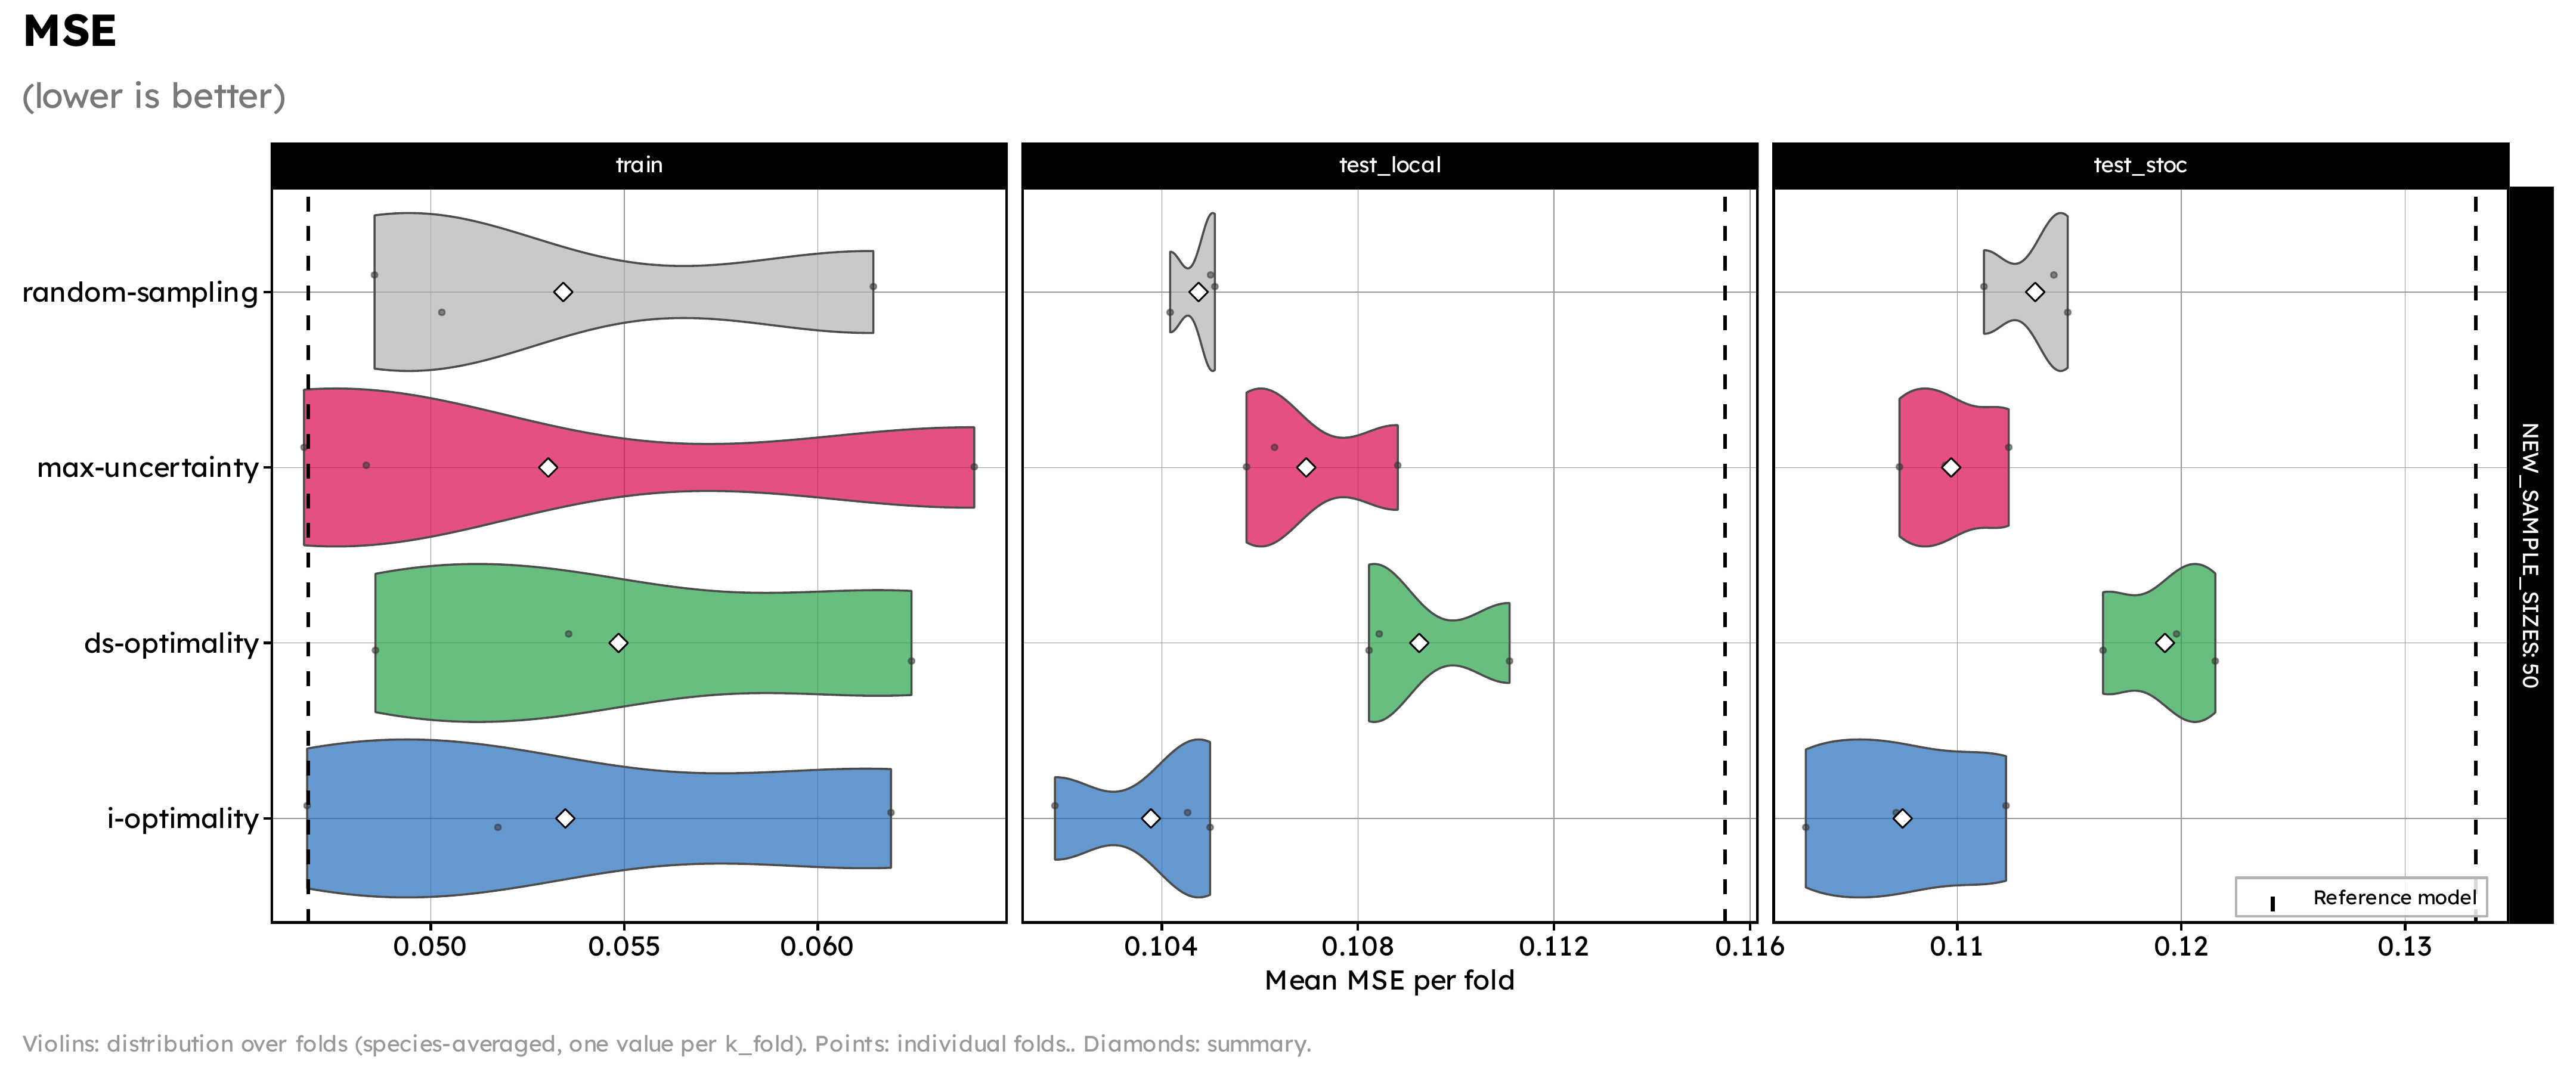 MSE
(lower is better)
train
test_local
test_stoc
random-sampling
max-uncertainty
ds-optimality
i-optimality
NEW_SAMPLE_SIZES: 50
Reference model
0.050
0.055
0.060
0.104
0.108
0.112
0.116
0.11
0.12
0.13
Mean MSE per fold
Violins: distribution over folds (species-averaged, one value per k_fold). Points: individual folds.. Diamonds: summary.